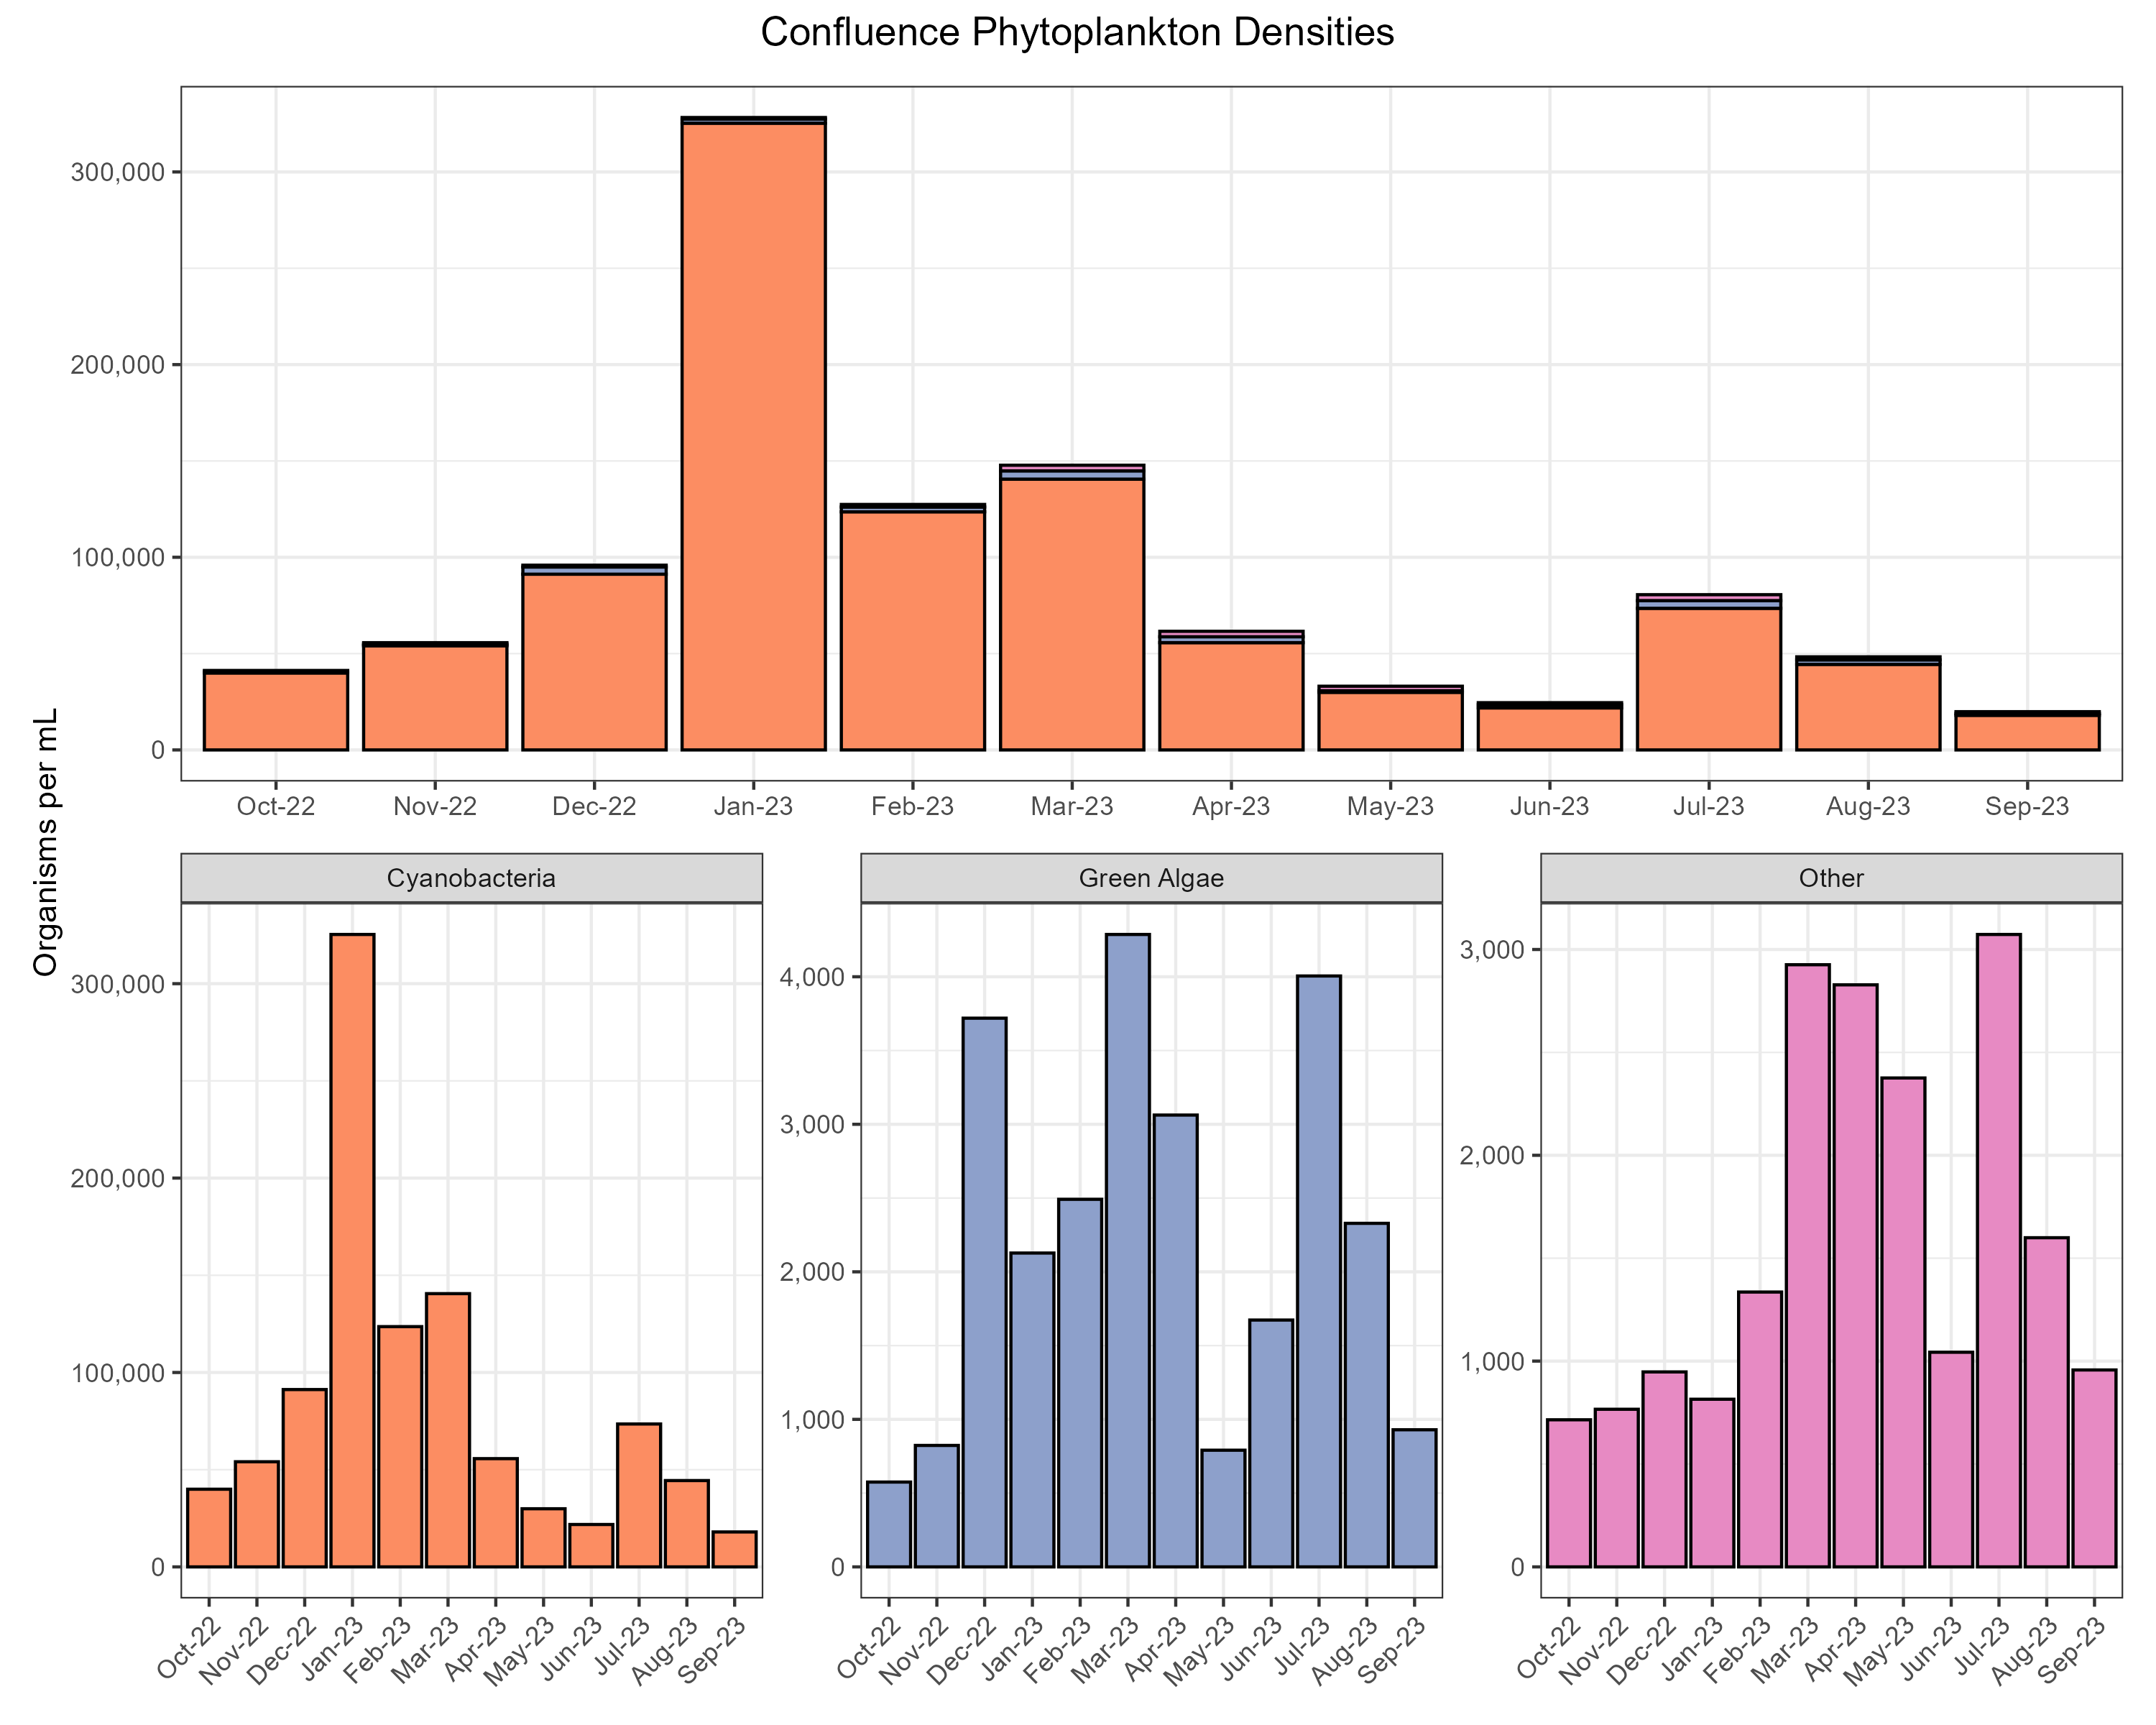 Confluence Phytoplankton Densities
Organisms per mL
300,000
200,000
100,000
0
Oct-22 Nov-22 Dec-22 Jan-23 Feb-23 Mar-23 Apr-23 May-23 Jun-23 Jul-23 Aug-23 Sep-23
Cyanobacteria
300,000
200,000
100,000
0
Oct-22 Nov-22 Dec-22 Jan-23 Feb-23 Mar-23 Apr-23 May-23 Jun-23 Jul-23 Aug-23 Sep-23
Green Algae
4,000
3,000
2,000
1,000
0
Oct-22 Nov-22 Dec-22 Jan-23 Feb-23 Mar-23 Apr-23 May-23 Jun-23 Jul-23 Aug-23 Sep-23
Other
3,000
2,000
1,000
0
Oct-22 Nov-22 Dec-22 Jan-23 Feb-23 Mar-23 Apr-23 May-23 Jun-23 Jul-23 Aug-23 Sep-23